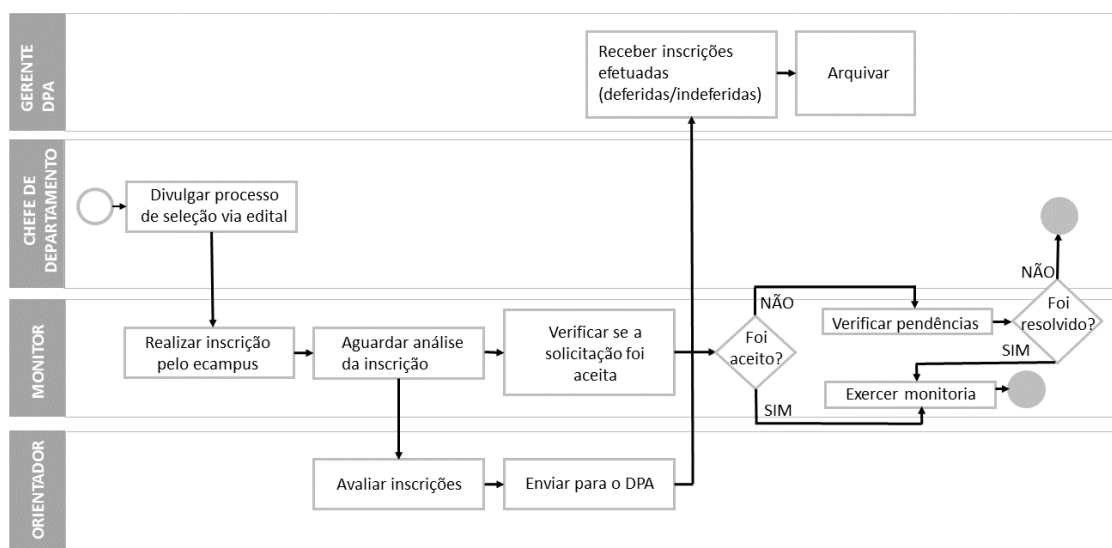 GERENTE
DPA
Receber inscrições
efetuadas
(deferidas/indeferidas)
Arquivar
CHEFE DE
DEPARTAMENTO
Divulgar processo
de seleção via edital
NÃO
MONITOR
Realizar inscrição
pelo ecampus
Aguardar análise
da inscrição
Verificar se a
solicitação foi
aceita
Foi
aceito?
NÃO
SIM
Verificar pendências
Foi
resolvido?
SIM
Exercer monitoria
ORIENTADOR
Avaliar inscrições
Enviar para o DPA